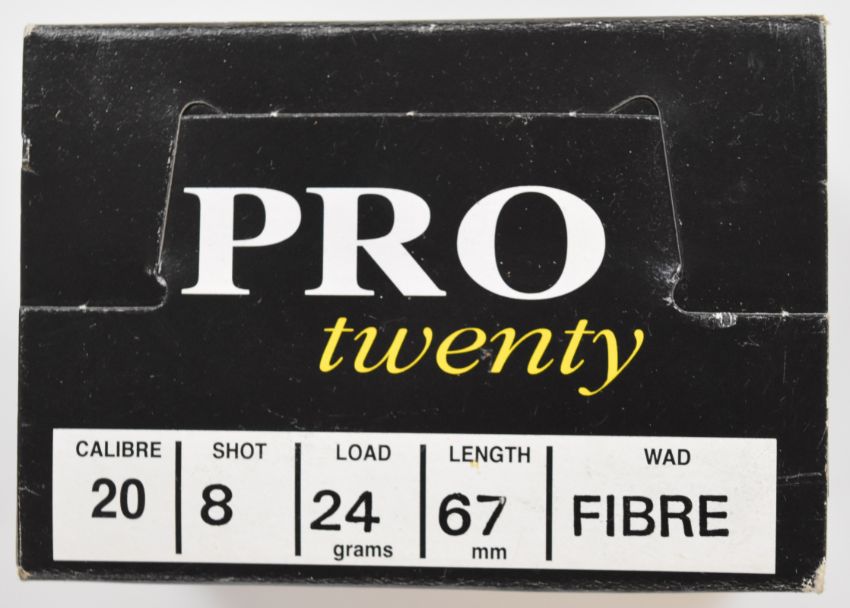 PRO
twenty
CALIBRE SHOT LOAD LENGTH WAD
20 8 24 67 FIBRE
grams mm